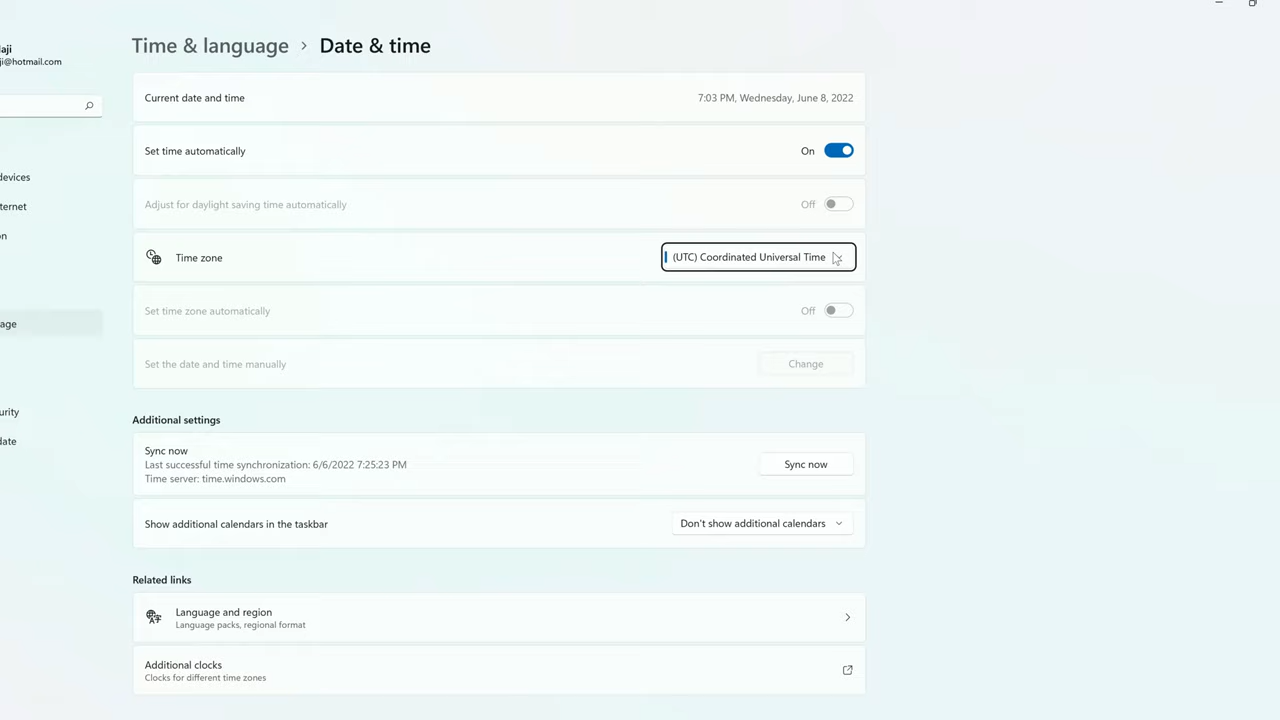 Time & language > Date & time
aji
ji@hotmail.com
Current date and time
7:03 PM, Wednesday, June 8, 2022
Set time automatically
On
devices
Adjust for daylight saving time automatically
Off
ternet
on
Time zone
(UTC) Coordinated Universal Time
Set time zone automatically
Off
age
Set the date and time manually
Change
urity
date
Additional settings
Sync now
Last successful time synchronization: 6/6/2022 7:25:23 PM
Time server: time.windows.com
Sync now
Show additional calendars in the taskbar
Don't show additional calendars
Related links
Language and region
Language packs, regional format
Additional clocks
Clocks for different time zones